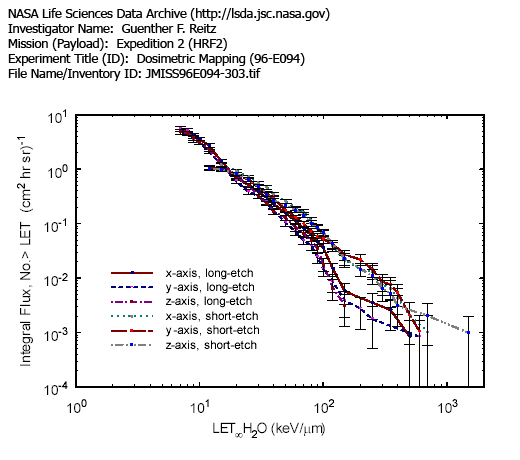 NASA Life Sciences Data Archive (http://lsda.jsc.nasa.gov)
Investigator Name: Guenther F. Reitz
Mission (Payload): Expedition 2 (HRF2)
Experiment Title (ID): Dosimetric Mapping (96-E094)
File Name/Inventory ID: JMISS96E094-303.tif
Integral Flux, No.> LET (cm² hr sr)⁻¹
10¹
10⁰
10⁻¹
10⁻²
10⁻³
10⁻⁴
x-axis, long-etch
y-axis, long-etch
z-axis, long-etch
x-axis, short-etch
y-axis, short-etch
z-axis, short-etch
10⁰ 10¹ 10² 10³
LET∞H₂O (keV/μm)